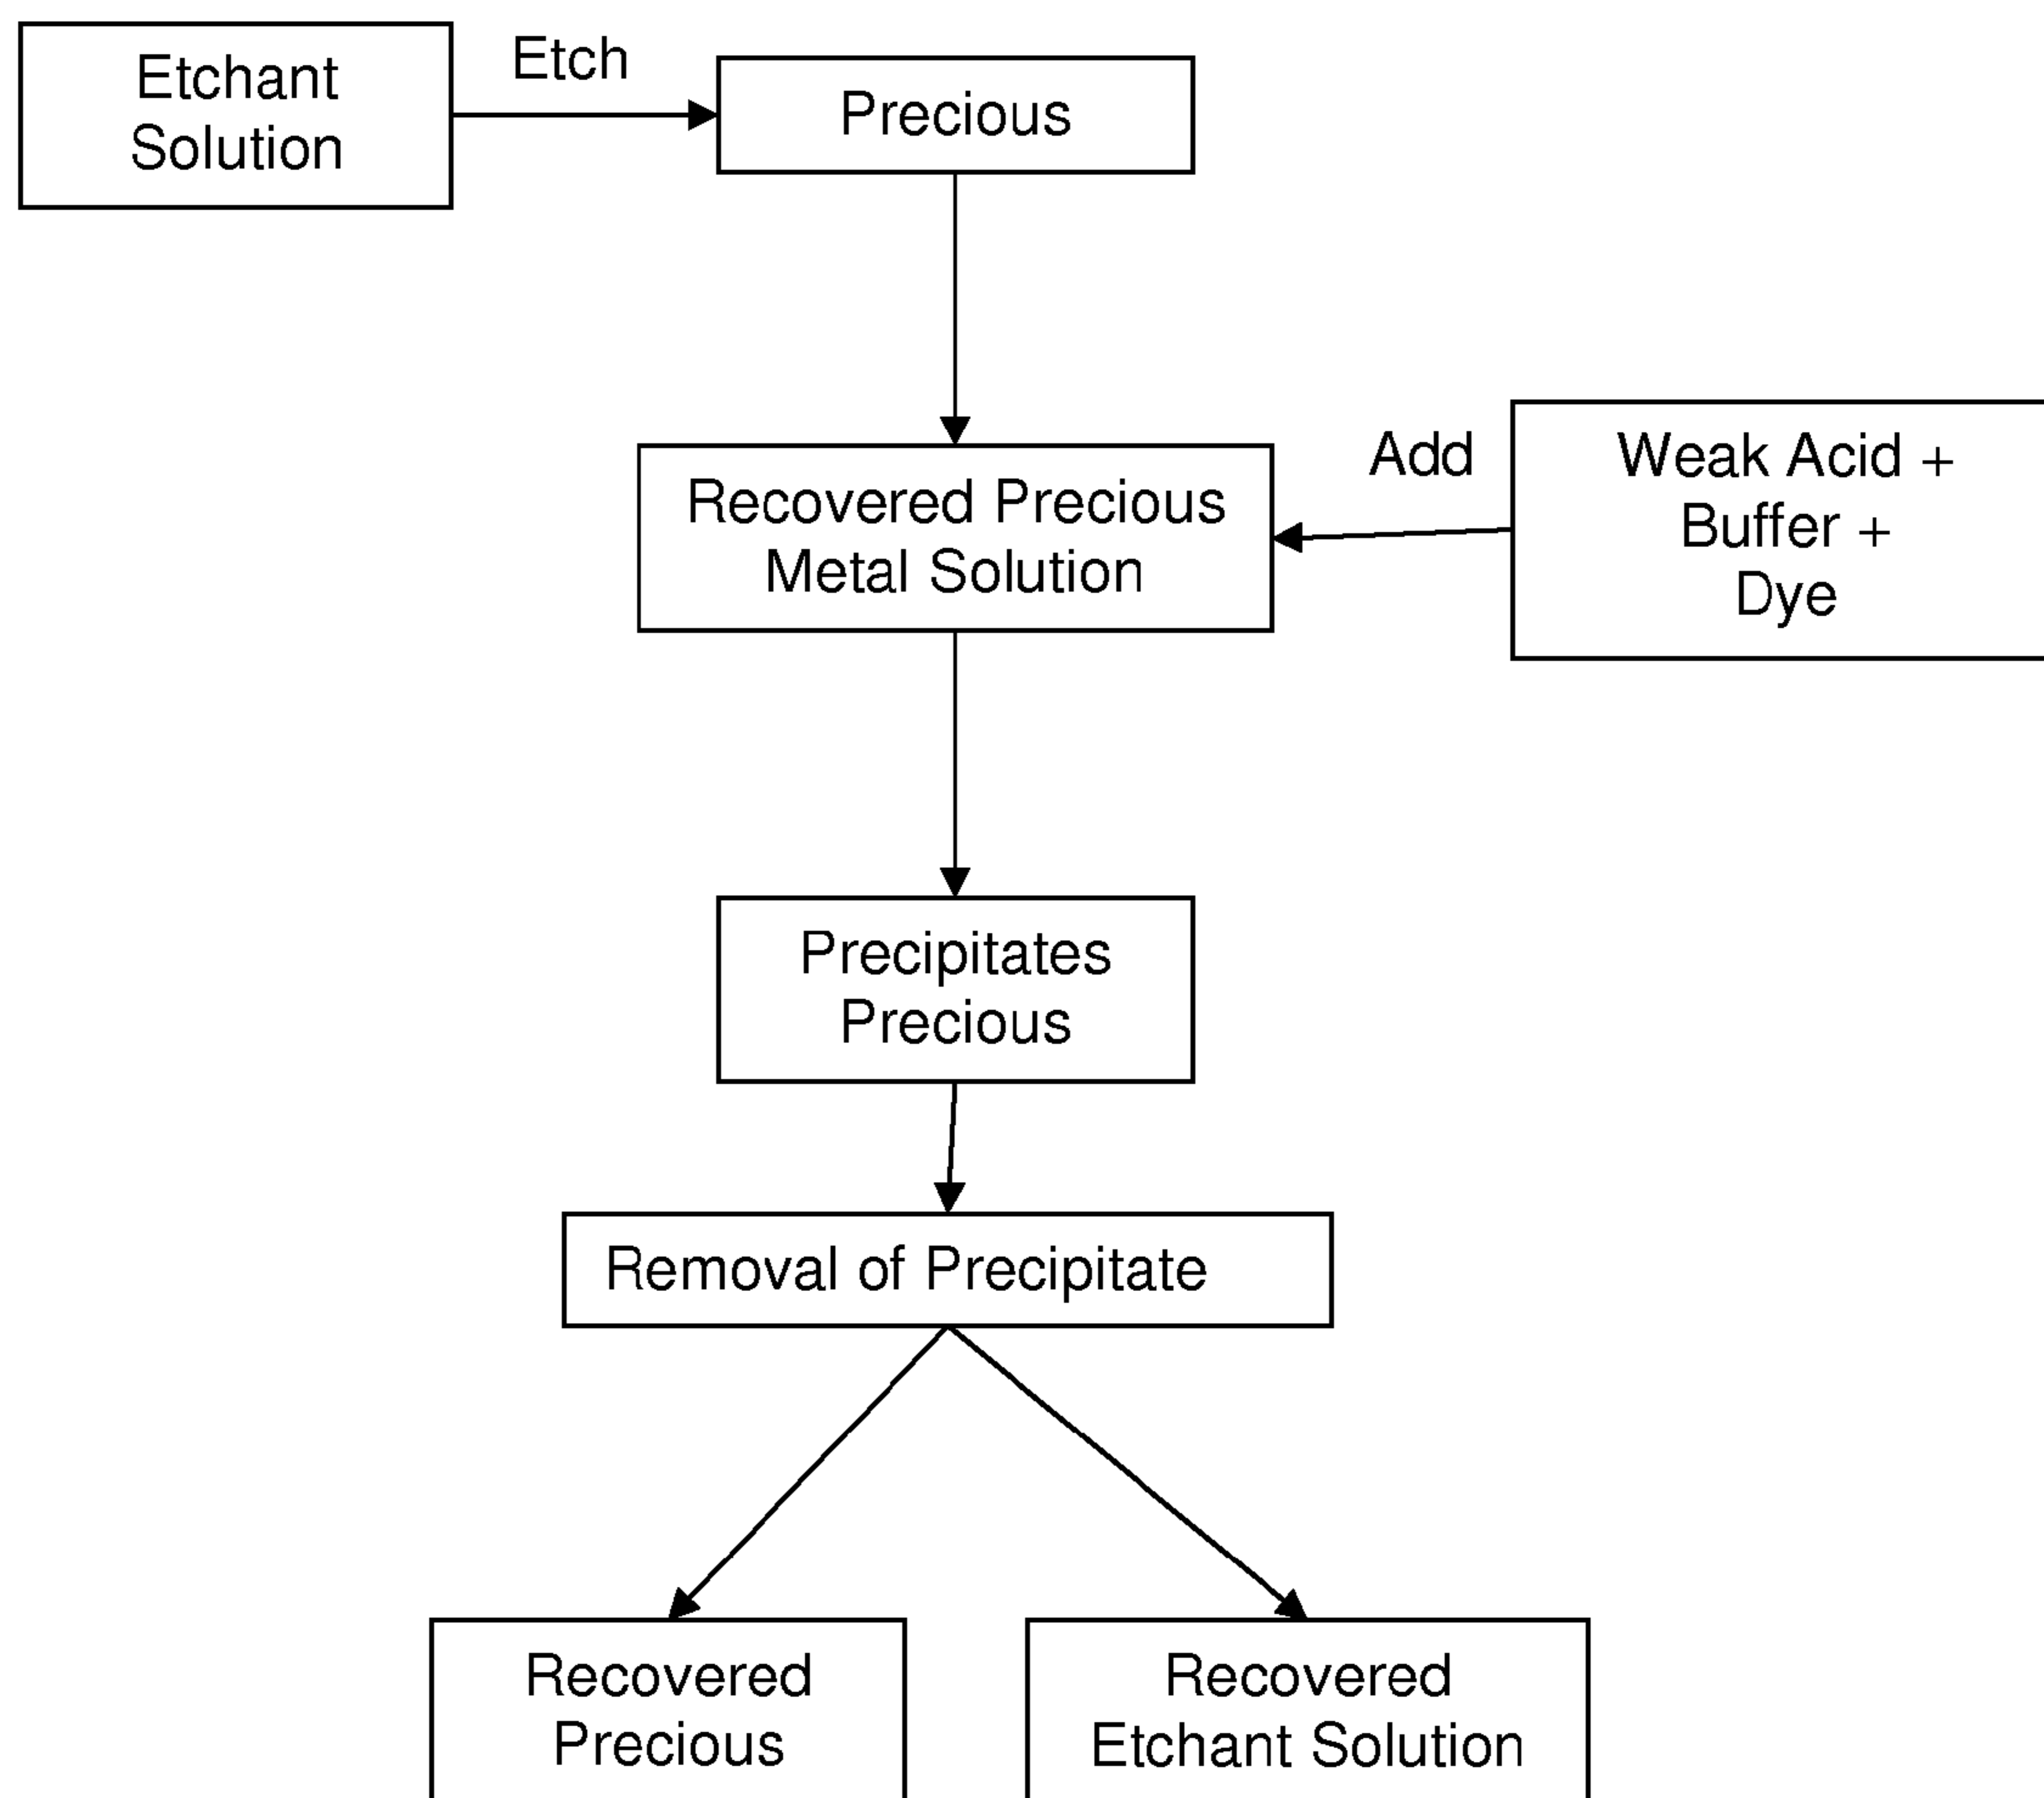 Etchant
Solution
Etch
Precious
Recovered Precious
Metal Solution
Add
Weak Acid +
Buffer +
Dye
Precipitates
Precious
Removal of Precipitate
Recovered
Precious
Recovered
Etchant Solution